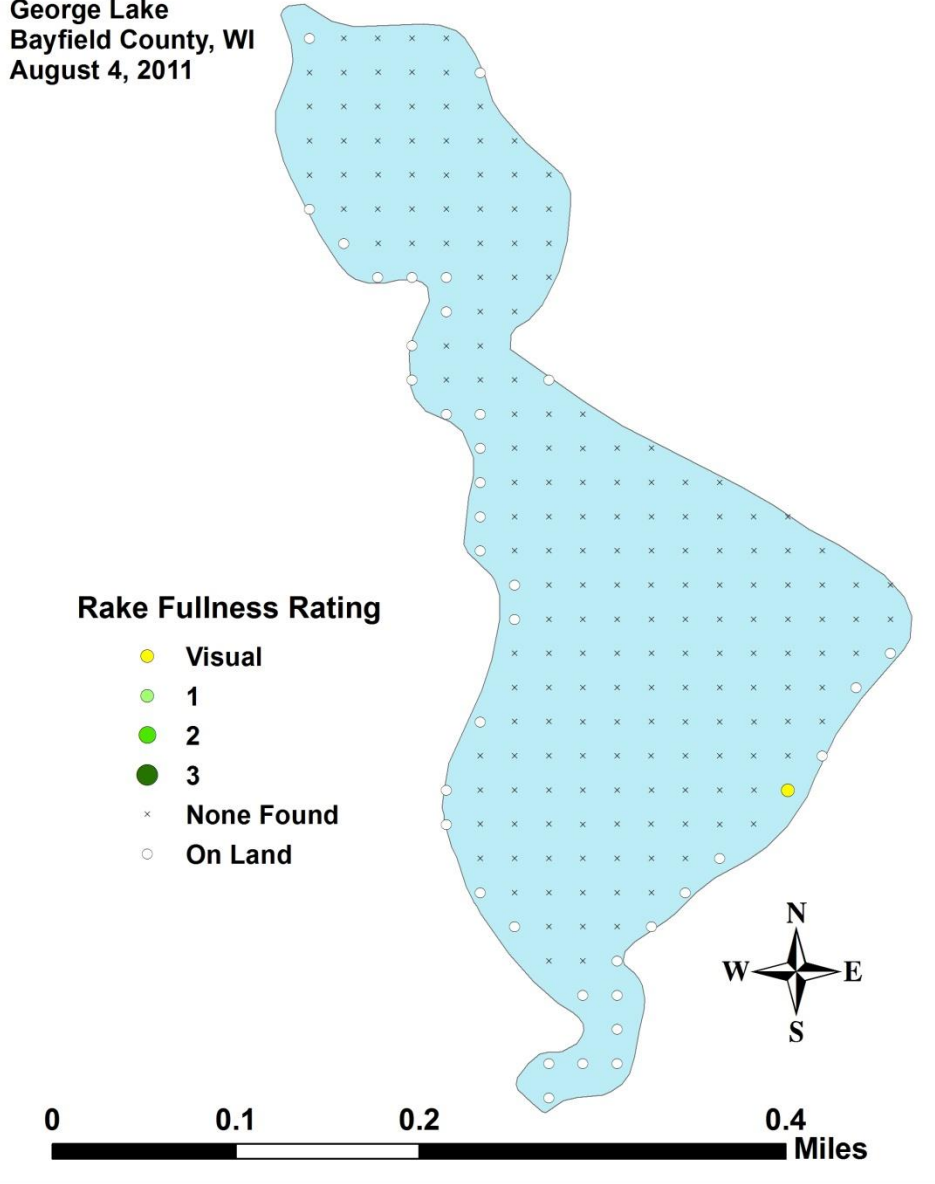 George Lake
Bayfield County, WI
August 4, 2011
Rake Fullness Rating
Visual
1
2
3
None Found
On Land
N
W E
S
0 0.1 0.2 0.4
Miles